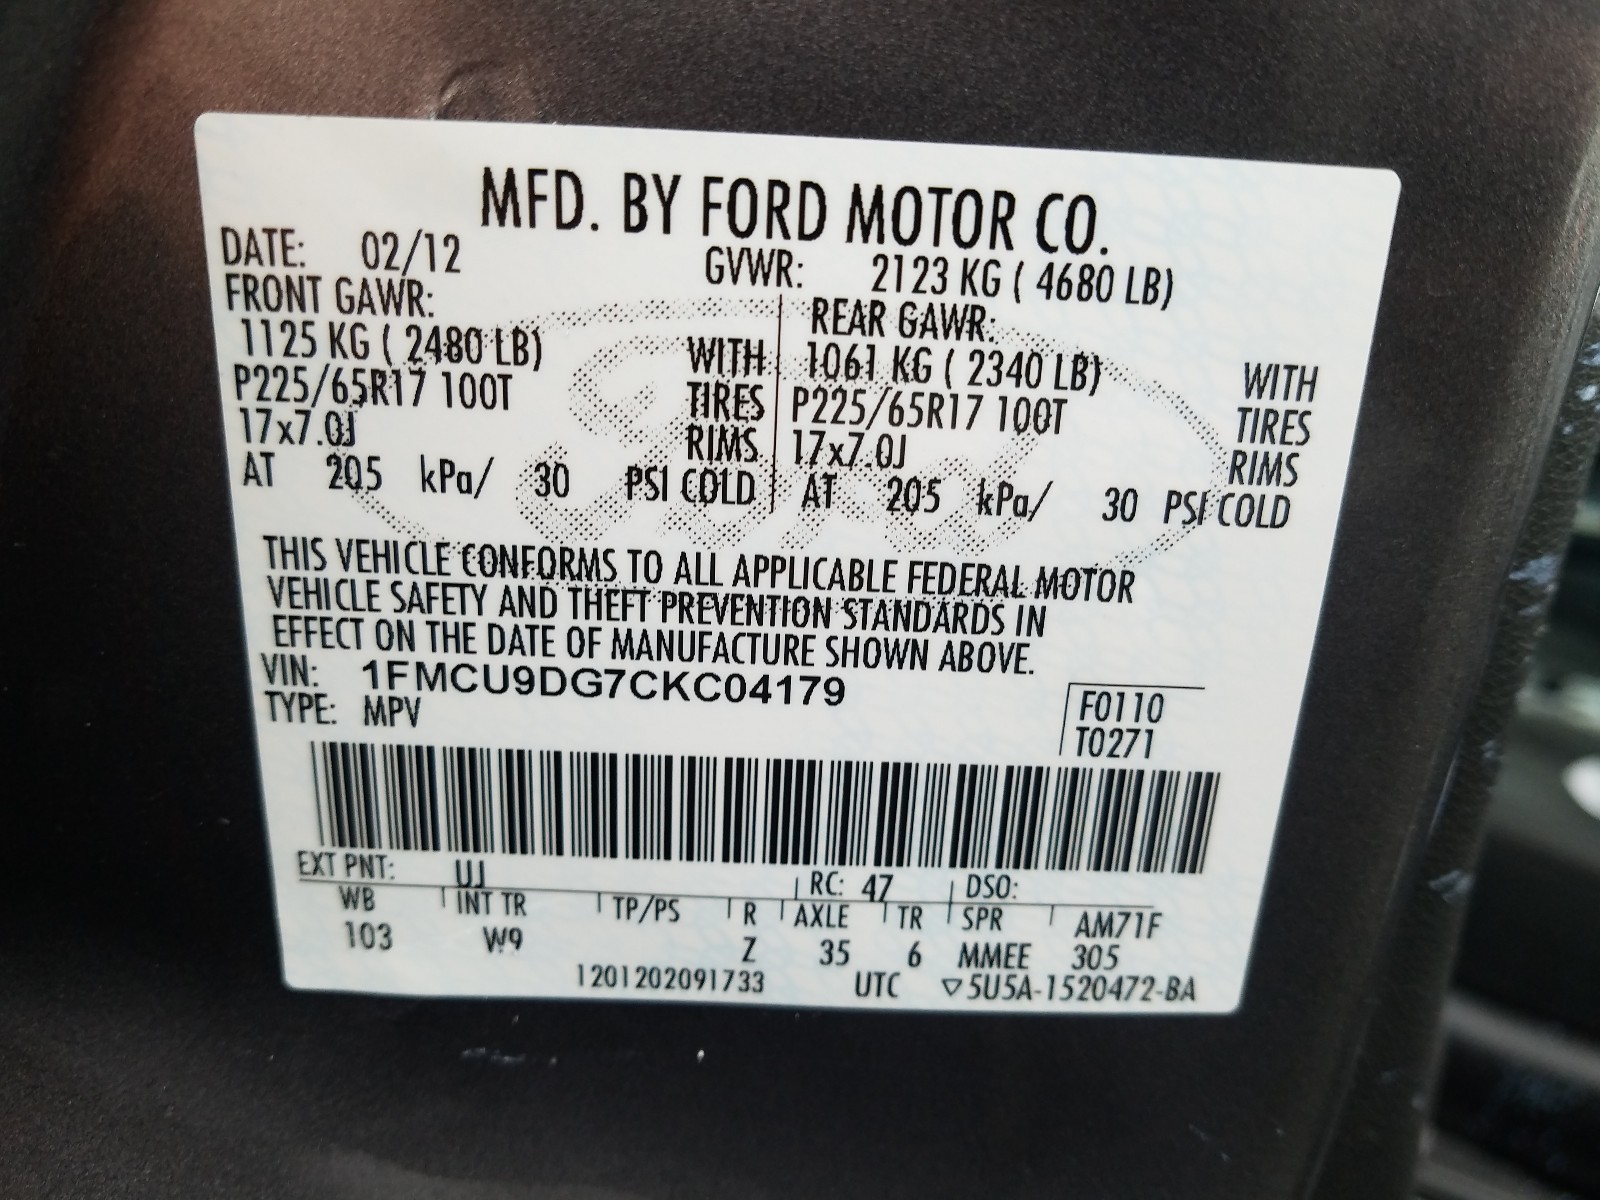 MFD. BY FORD MOTOR CO.
DATE: 02/12 GVWR: 2123 KG ( 4680 LB)
FRONT GAWR: REAR GAWR:
1125 KG ( 2480 LB) WITH 1061 KG ( 2340 LB) WITH
P225/65R17 100T TIRES P225/65R17 100T TIRES
17x7.0J RIMS 17x7.0J RIMS
AT 205 kPa/ 30 PSI COLD AT 205 kPa/ 30 PSI COLD
THIS VEHICLE CONFORMS TO ALL APPLICABLE FEDERAL MOTOR
VEHICLE SAFETY AND THEFT PREVENTION STANDARDS IN
EFFECT ON THE DATE OF MANUFACTURE SHOWN ABOVE.
VIN: 1FMCU9DG7CKC04179
TYPE: MPV
F0110
T0271
EXT PNT: UJ RC: 47 DSO:
WB INT TR TP/PS R AXLE TR SPR AM71F
103 W9 Z 35 6 MMEE 305
1201202091733 UTC ▽5U5A-1520472-BA